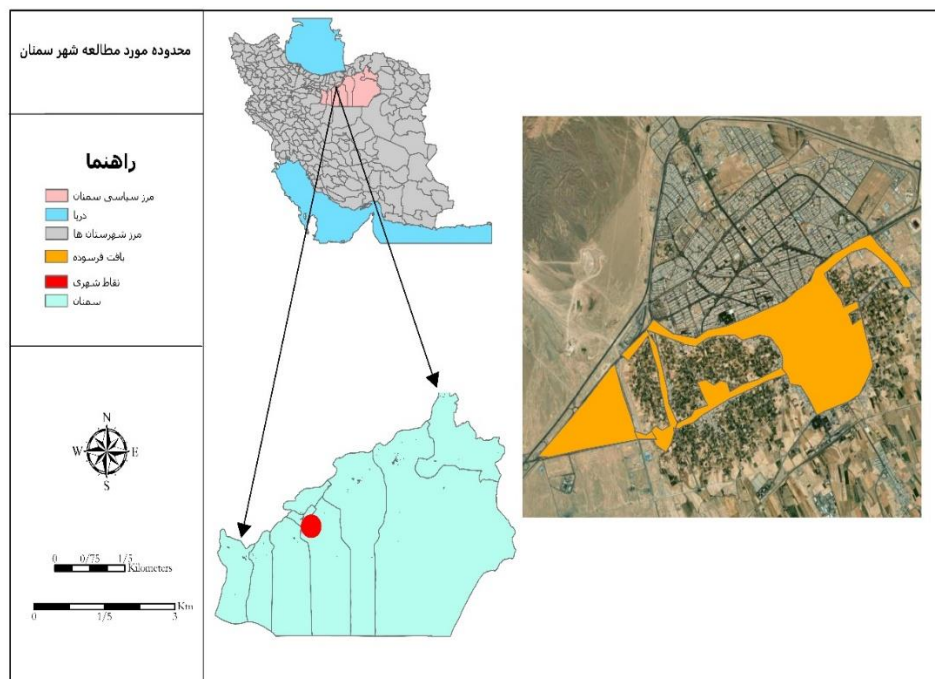 محدوده مورد مطالعه شهر سمنان
راهنما
مرز سیاسی سمنان
دریا
مرز شهرستان ها
بافت فرسوده
نقاط شهری
سمنان
N
W E
S
0 0/75 1/5
Kilometers
Km
0 1/5 3